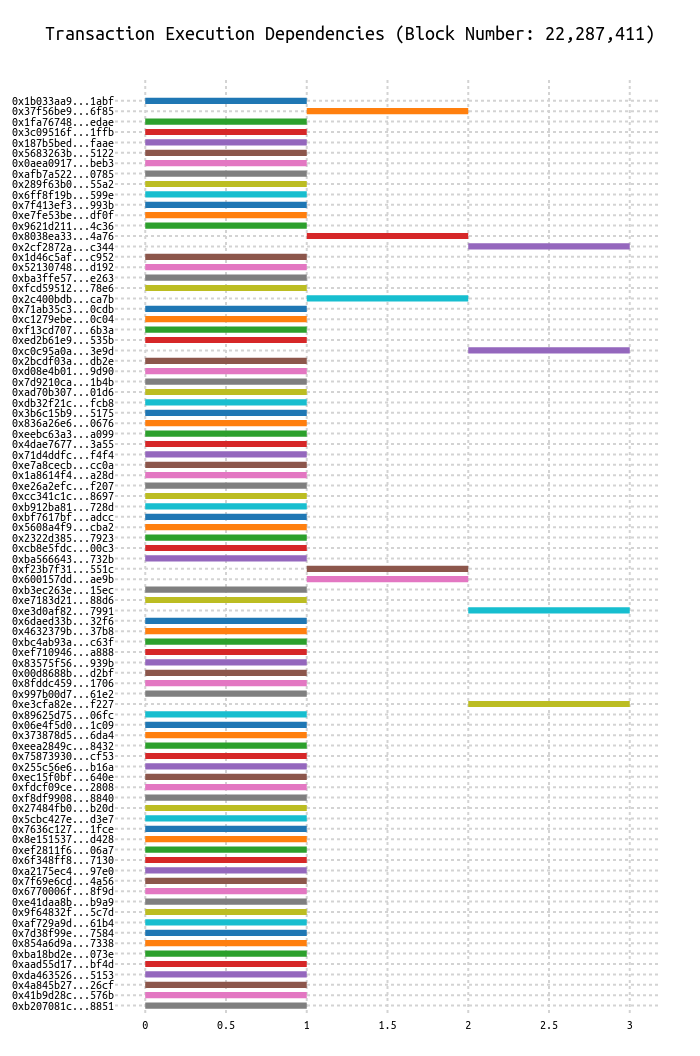 Transaction Execution Dependencies (Block Number: 22,287,411)
0x1b033aa9...1abf
0x37f56be9...6f85
0x1fa76748...edae
0x3c09516f...1ffb
0x187b5bed...faae
0x5683263b...5122
0x0aea0917...beb3
0xafb7a522...0785
0x289f63b0...55a2
0x6ff8f19b...599e
0x7f413ef3...993b
0xe7fe53be...df0f
0x9621d211...4c36
0x8038ea33...4a76
0x2cf2872a...c344
0x1d46c5af...c952
0x52130748...d192
0xba3ffe57...e263
0xfcd59512...78e6
0x2c400bdb...ca7b
0x71ab35c3...0cdb
0xc1279ebe...0c04
0xf13cd707...6b3a
0xed2b61e9...535b
0xc0c95a0a...3e9d
0x2bcdf03a...db2e
0xd08e4b01...9d90
0x7d9210ca...1b4b
0xad70b307...01d6
0xdb32f21c...fcb8
0x3b6c15b9...5175
0x836a26e6...0676
0xeebc63a3...a099
0x4dae7677...3a55
0x71d4ddfc...f4f4
0xe7a8cecb...cc0a
0x1a8614f4...a28d
0xe26a2efc...f207
0xcc341c1c...8697
0xb912ba81...728d
0xbf7617bf...adcc
0x5608a4f9...cba2
0x2322d385...7923
0xcb8e5fdc...00c3
0xba566643...732b
0xf23b7f31...551c
0x600157dd...ae9b
0xb3ec263e...15ec
0xe7183d21...88d6
0xe3d0af82...7991
0x6daed33b...32f6
0x4632379b...37b8
0xbc4ab93a...c63f
0xef710946...a888
0x83575f56...939b
0x00d8688b...d2bf
0x8fddc459...1706
0x997b00d7...61e2
0xe3cfa82e...f227
0x89625d75...06fc
0x06e4f5d0...1c09
0x373878d5...6da4
0xeea2849c...8432
0x75873930...cf53
0x255c56e6...b16a
0xec15f0bf...640e
0xfdcf09ce...2808
0xf8df9908...8840
0x27484fb0...b20d
0x5cbc427e...d3e7
0x7636c127...1fce
0x8e151537...d428
0xef2811f6...06a7
0x6f348ff8...7130
0xa2175ec4...97e0
0x7f69e6cd...4a56
0x6770006f...8f9d
0xe41daa8b...b9a9
0x9f64832f...5c7d
0xaf729a9d...61b4
0x7d38f99e...7584
0x854a6d9a...7338
0xba18bd2e...073e
0xaad55d17...bf4d
0xda463526...5153
0x4a845b27...26cf
0x41b9d28c...576b
0xb207081c...8851
0 0.5 1 1.5 2 2.5 3